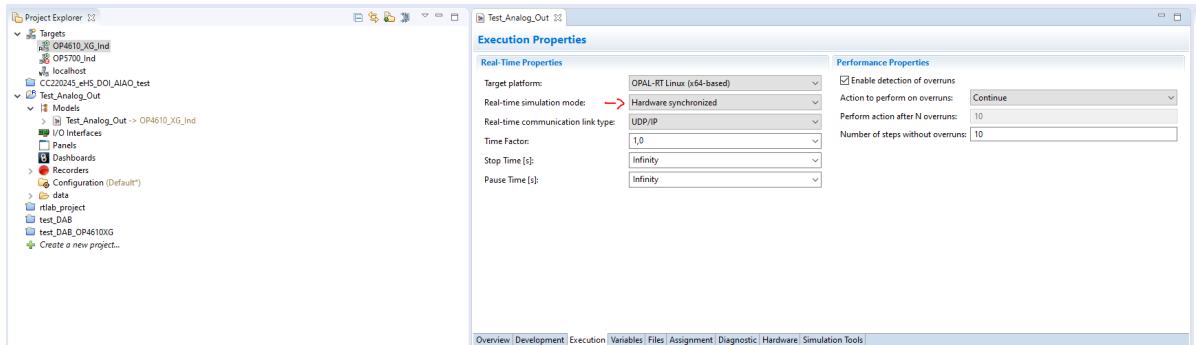 Project Explorer
Targets
OP4610_XG_Ind
OP5700_Ind
localhost
CC220245_eHS_DOI_AIAO_test
Test_Analog_Out
Models
Test_Analog_Out -> OP4610_XG_Ind
I/O Interfaces
Panels
Dashboards
Recorders
Configuration (Default*)
data
rtlab_project
test_DAB
test_DAB_OP4610XG
Create a new project...
Test_Analog_Out
Execution Properties
Real-Time Properties
Target platform: OPAL-RT Linux (x64-based)
Real-time simulation mode: Hardware synchronized
Real-time communication link type: UDP/IP
Time Factor: 1,0
Stop Time [s]: Infinity
Pause Time [s]: Infinity
Performance Properties
Enable detection of overruns
Action to perform on overruns: Continue
Perform action after N overruns: 10
Number of steps without overruns: 10
Overview Development Execution Variables Files Assignment Diagnostic Hardware Simulation Tools